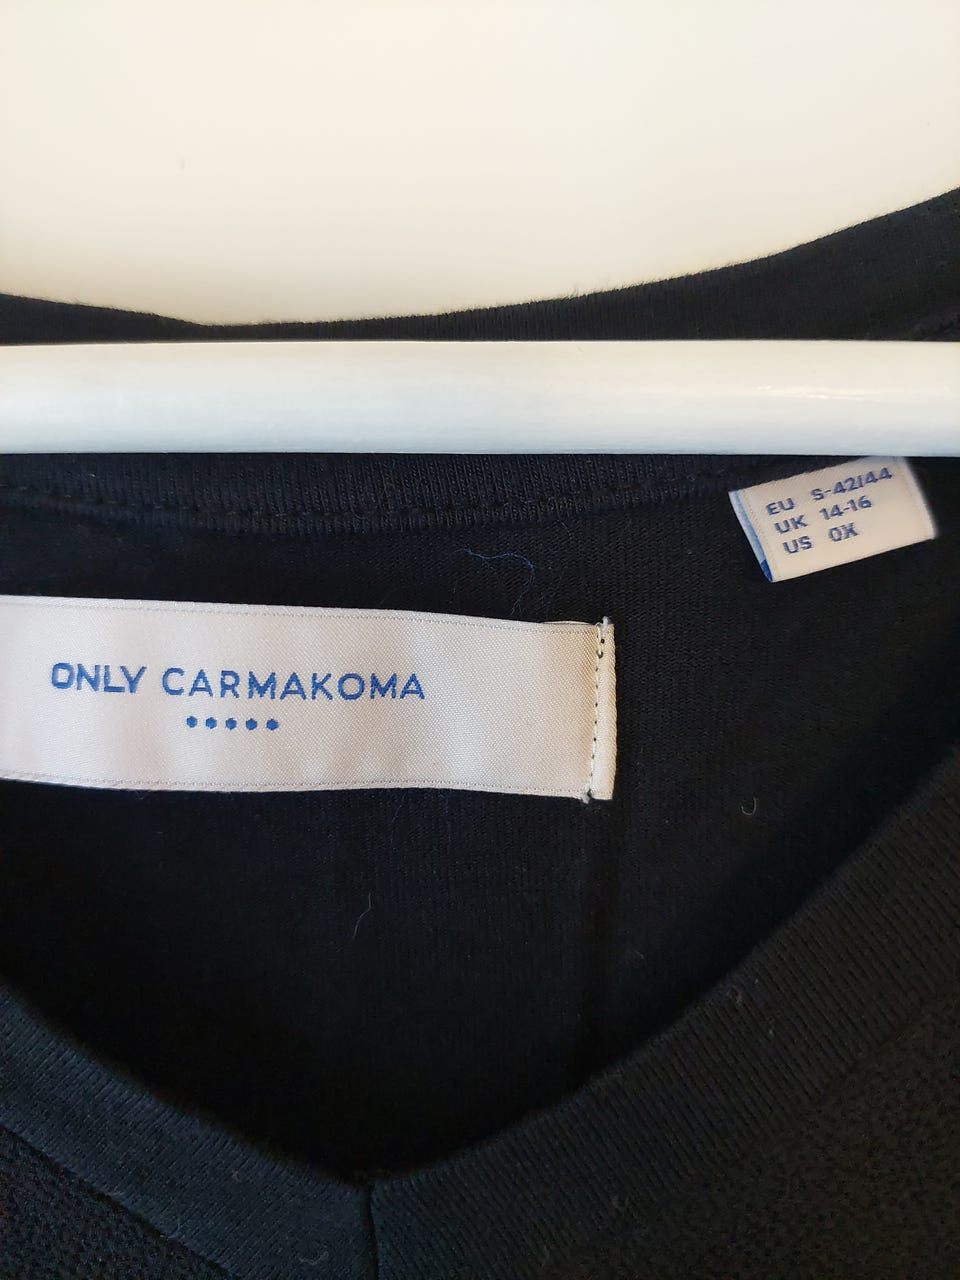 EU S-42/44
UK 14-16
US 0X
ONLY CARMAKOMA